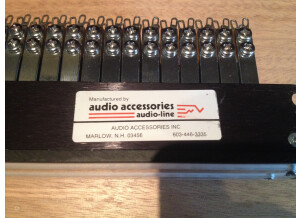 Manufactured by
audio accessories
audio-line
AUDIO ACCESSORIES INC.
MARLOW, N.H. 03456 603-446-3335